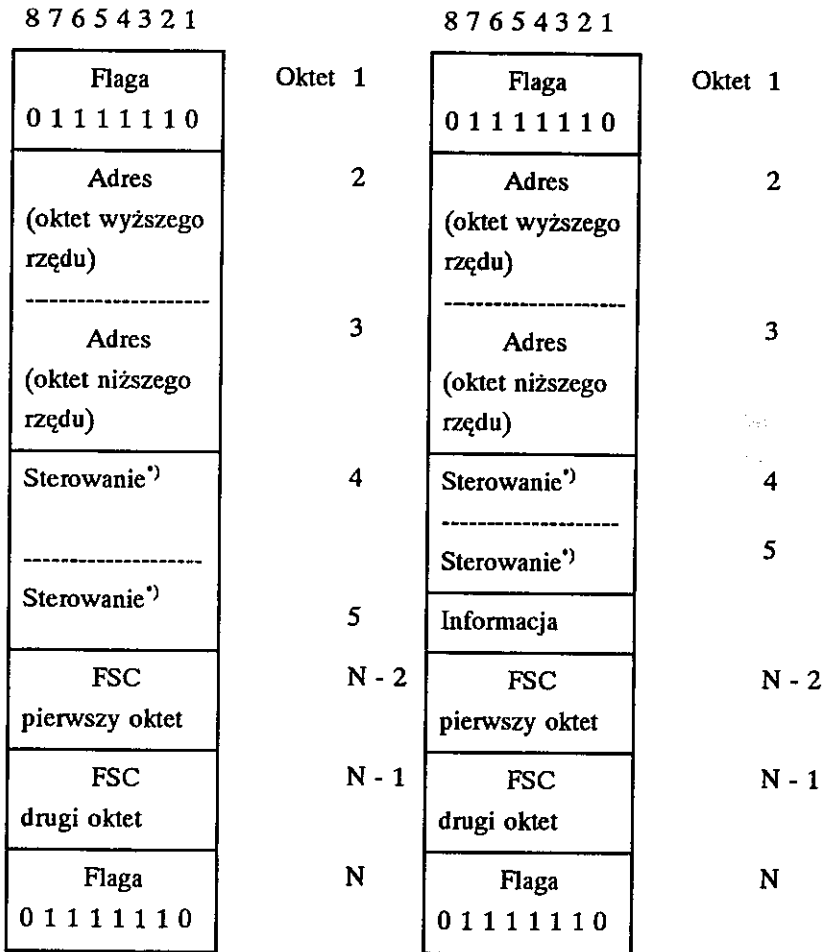 8 7 6 5 4 3 2 1
Flaga
0 1 1 1 1 1 1 0
Oktet 1
Adres
(oktet wyższego
rzędu)
2
Adres
(oktet niższego
rzędu)
3
Sterowanie*)
4
Sterowanie*)
5
FSC
pierwszy oktet
N - 2
FSC
drugi oktet
N - 1
Flaga
0 1 1 1 1 1 1 0
N
8 7 6 5 4 3 2 1
Flaga
0 1 1 1 1 1 1 0
Oktet 1
Adres
(oktet wyższego
rzędu)
2
Adres
(oktet niższego
rzędu)
3
Sterowanie*)
4
Sterowanie*)
5
Informacja
FSC
pierwszy oktet
N - 2
FSC
drugi oktet
N - 1
Flaga
0 1 1 1 1 1 1 0
N